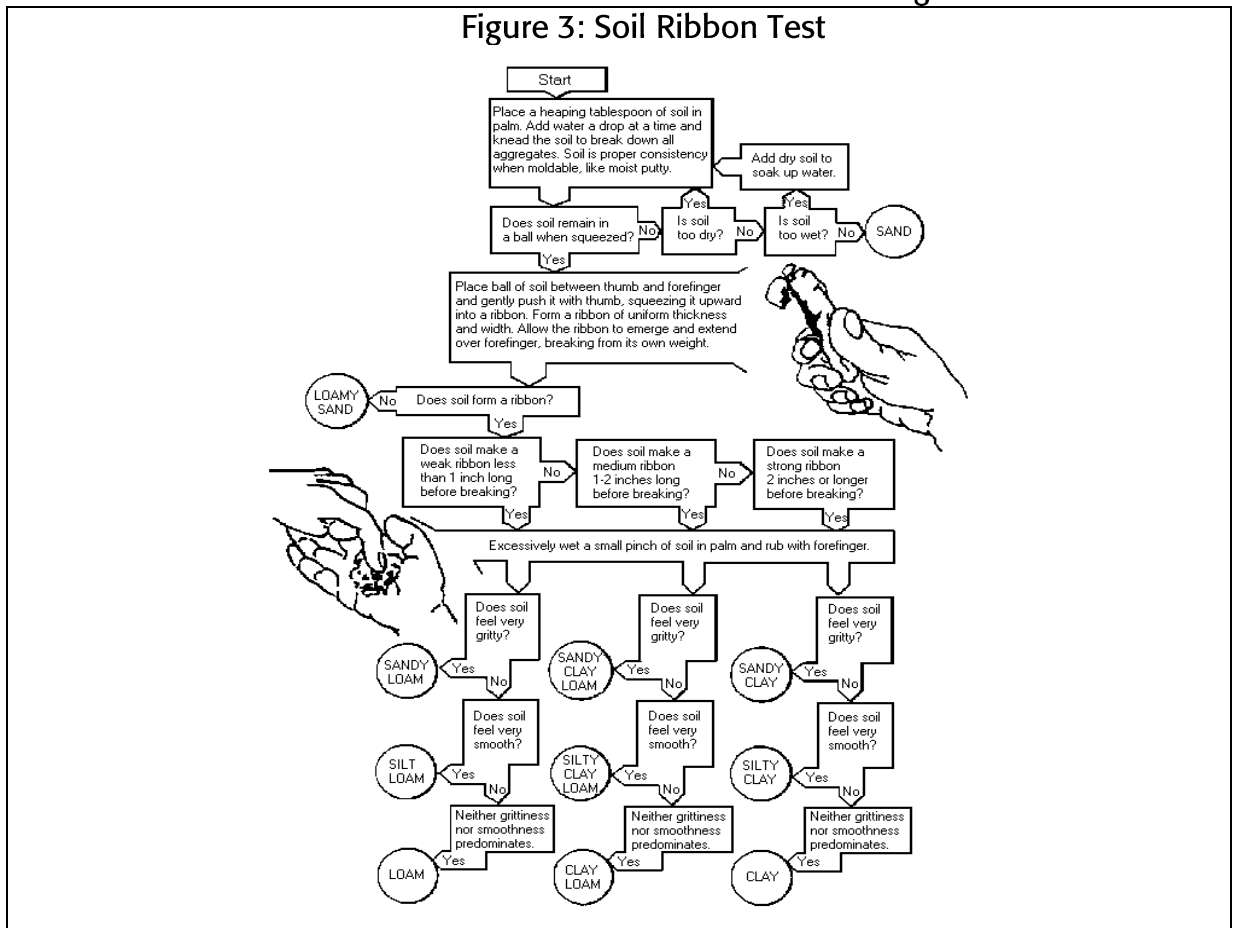 Figure 3: Soil Ribbon Test
Start
Place a heaping tablespoon of soil in
palm. Add water a drop at a time and
knead the soil to break down all
aggregates. Soil is proper consistency
when moldable, like moist putty.
Add dry soil to
soak up water.
Yes
Yes
Does soil remain in
a ball when squeezed?
No
Is soil
too dry?
No
Is soil
too wet?
No
SAND
Yes
Place ball of soil between thumb and forefinger
and gently push it with thumb, squeezing it upward
into a ribbon. Form a ribbon of uniform thickness
and width. Allow the ribbon to emerge and extend
over forefinger, breaking from its own weight.
LOAMY
SAND
No
Does soil form a ribbon?
Yes
Does soil make a
weak ribbon less
than 1 inch long
before breaking?
No
Does soil make a
medium ribbon
1-2 inches long
before breaking?
No
Does soil make a
strong ribbon
2 inches or longer
before breaking?
Yes
Yes
Yes
Excessively wet a small pinch of soil in palm and rub with forefinger.
Does soil
feel very
gritty?
Does soil
feel very
gritty?
Does soil
feel very
gritty?
SANDY
LOAM
Yes
No
SANDY
CLAY
LOAM
Yes
No
SANDY
CLAY
Yes
No
Does soil
feel very
smooth?
Does soil
feel very
smooth?
Does soil
feel very
smooth?
SILT
LOAM
Yes
No
SILTY
CLAY
LOAM
Yes
No
SILTY
CLAY
Yes
No
Neither grittiness
nor smoothness
predominates.
Neither grittiness
nor smoothness
predominates.
Neither grittiness
nor smoothness
predominates.
LOAM
Yes
CLAY
LOAM
Yes
CLAY
Yes